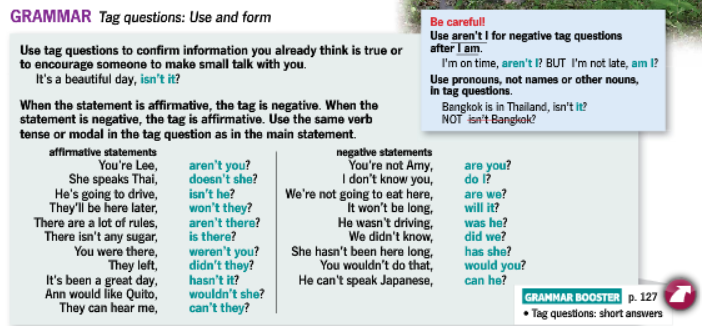 GRAMMAR Tag questions: Use and form
Use tag questions to confirm information you already think is true or
to encourage someone to make small talk with you.
It's a beautiful day, isn't it?
When the statement is affirmative, the tag is negative. When the
statement is negative, the tag is affirmative. Use the same verb
tense or modal in the tag question as in the main statement.
Be careful!
Use aren't I for negative tag questions
after I am.
I'm on time, aren't I? BUT I'm not late, am I?
Use pronouns, not names or other nouns,
in tag questions.
Bangkok is in Thailand, isn't it?
NOT isn't Bangkok?
affirmative statements
You're Lee, aren't you?
She speaks Thai, doesn't she?
He's going to drive, isn't he?
They'll be here later, won't they?
There are a lot of rules, aren't there?
There isn't any sugar, is there?
You were there, weren't you?
They left, didn't they?
It's been a great day, hasn't it?
Ann would like Quito, wouldn't she?
They can hear me, can't they?
negative statements
You're not Amy, are you?
I don't know you, do I?
We're not going to eat here, are we?
It won't be long, will it?
He wasn't driving, was he?
We didn't know, did we?
She hasn't been here long, has she?
You wouldn't do that, would you?
He can't speak Japanese, can he?
GRAMMAR BOOSTER p. 127
• Tag questions: short answers